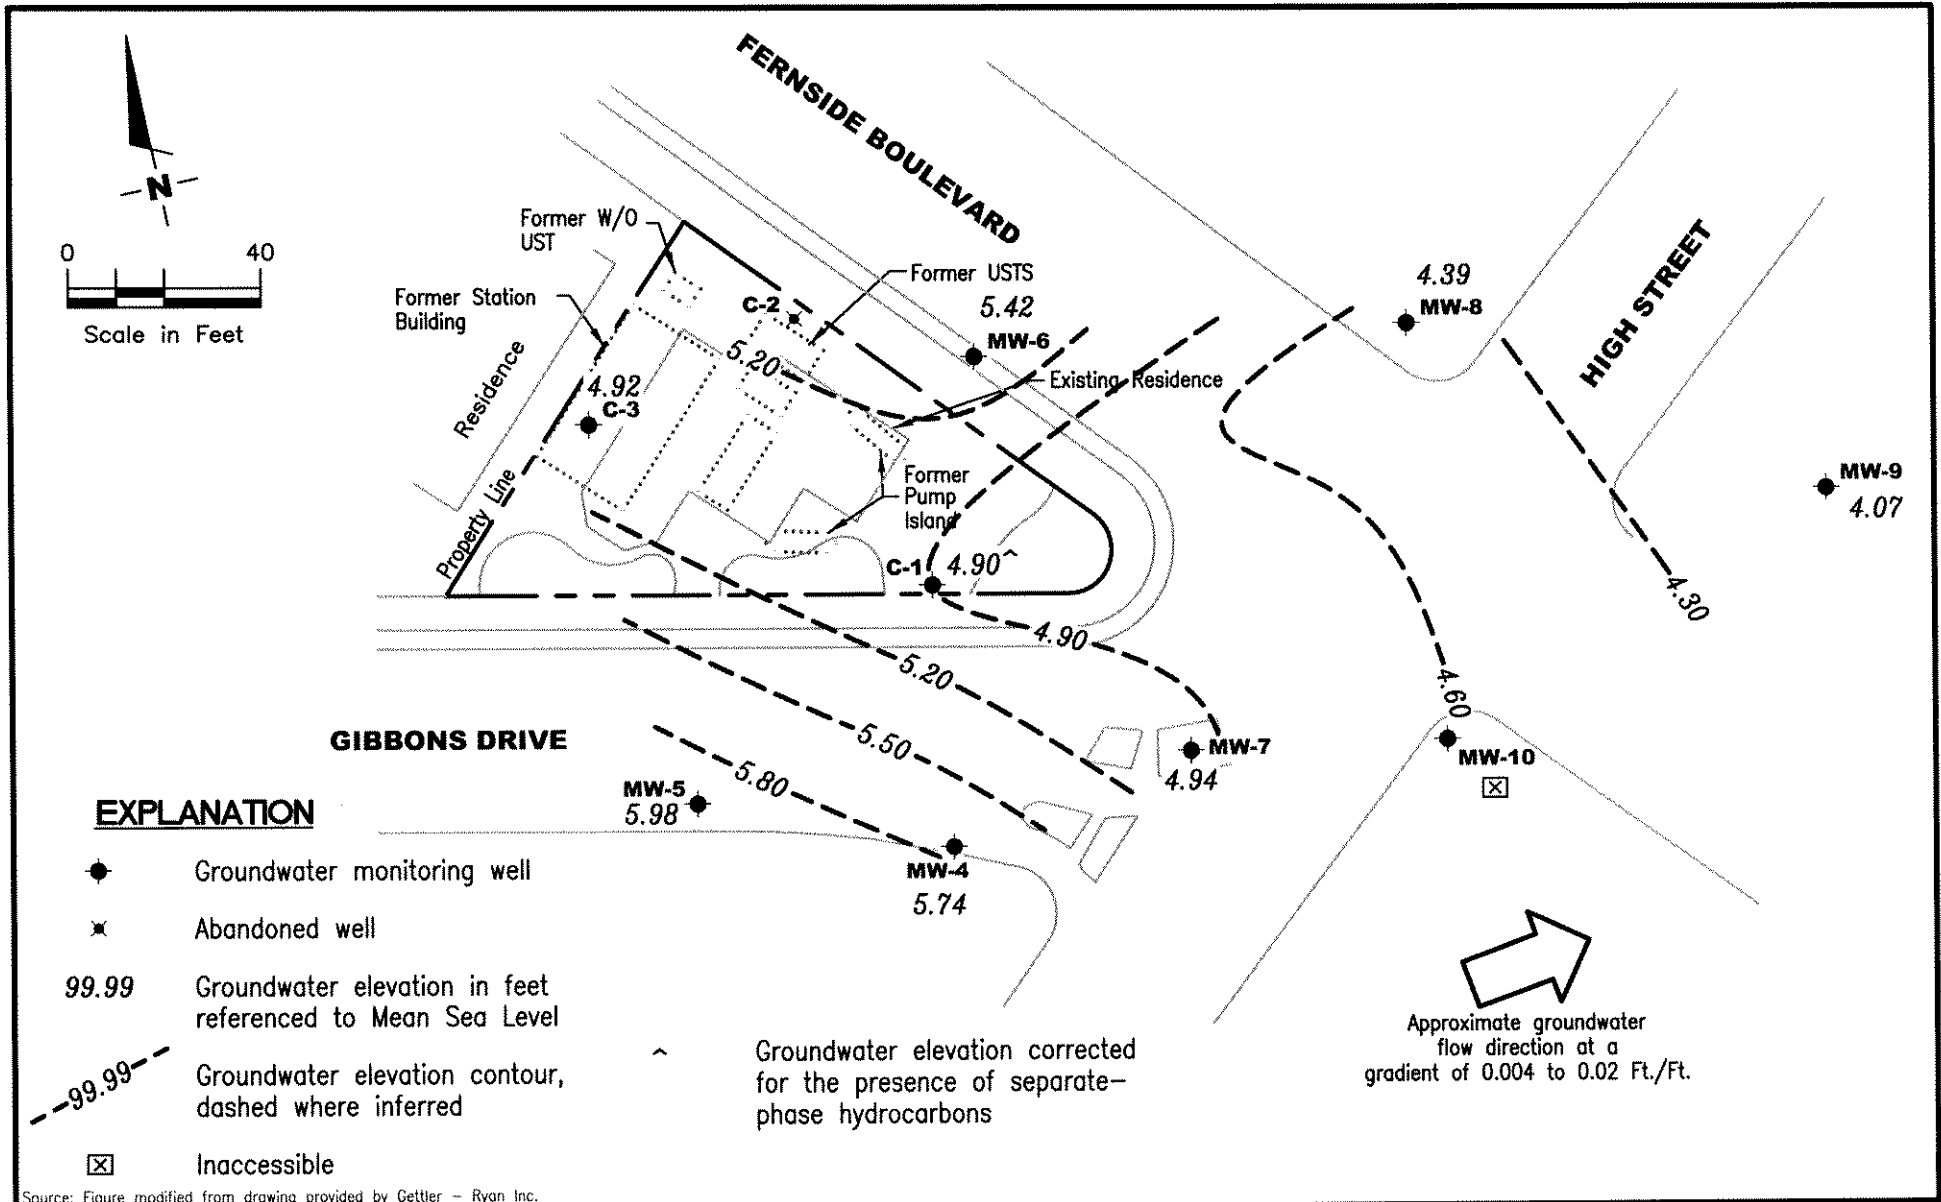 FERNSIDE BOULEVARD
N
0 40
Scale in Feet
Former W/O
UST
Former USTS
5.42
MW-6
C-2
Former Station
Building
5.20
Existing Residence
Residence
4.92
C-3
Former
Pump
Island
Property Line
C-1
4.90^
4.90
4.39
MW-8
HIGH STREET
MW-9
4.07
4.30
5.20
4.60
GIBBONS DRIVE
5.50
MW-7
4.94
MW-10
5.80
MW-5
5.98
MW-4
5.74
EXPLANATION
Groundwater monitoring well
Abandoned well
99.99
Groundwater elevation in feet
referenced to Mean Sea Level
99.99
Groundwater elevation contour,
dashed where inferred
Inaccessible
^
Groundwater elevation corrected
for the presence of separate-
phase hydrocarbons
Approximate groundwater
flow direction at a
gradient of 0.004 to 0.02 Ft./Ft.
Source: Figure modified from drawing provided by Gettler - Ryan Inc.